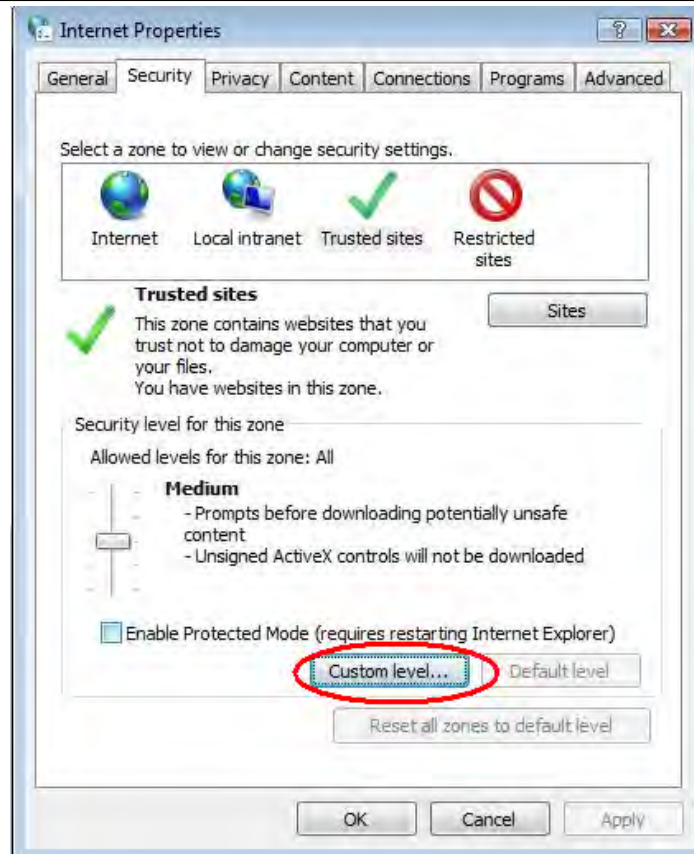 Internet Properties
General Security Privacy Content Connections Programs Advanced
Select a zone to view or change security settings.
Internet Local intranet Trusted sites Restricted
sites
Trusted sites
Sites
This zone contains websites that you
trust not to damage your computer or
your files.
You have websites in this zone.
Security level for this zone
Allowed levels for this zone: All
Medium
- Prompts before downloading potentially unsafe
content
- Unsigned ActiveX controls will not be downloaded
Enable Protected Mode (requires restarting Internet Explorer)
Custom level... Default level
Reset all zones to default level
OK Cancel Apply